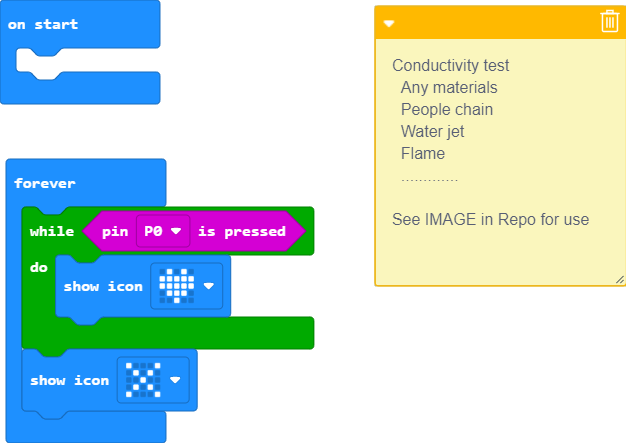 on start
Conductivity test
Any materials
People chain
Water jet
Flame
.............
See IMAGE in Repo for use
forever
while pin P0 is pressed
do
show icon
show icon